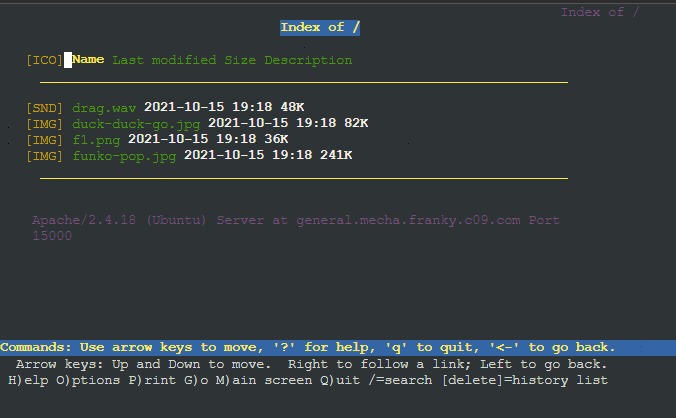 Index of /
Index of /
[ICO] Name Last modified Size Description
[SND] drag.wav 2021-10-15 19:18 48K
[IMG] duck-duck-go.jpg 2021-10-15 19:18 82K
[IMG] f1.png 2021-10-15 19:18 36K
[IMG] funko-pop.jpg 2021-10-15 19:18 241K
Apache/2.4.18 (Ubuntu) Server at general.mecha.franky.c09.com Port
15000
Commands: Use arrow keys to move, '?' for help, 'q' to quit, '<-' to go back.
Arrow keys: Up and Down to move. Right to follow a link; Left to go back.
H)elp O)ptions P)rint G)o M)ain screen Q)uit /=search [delete]=history list